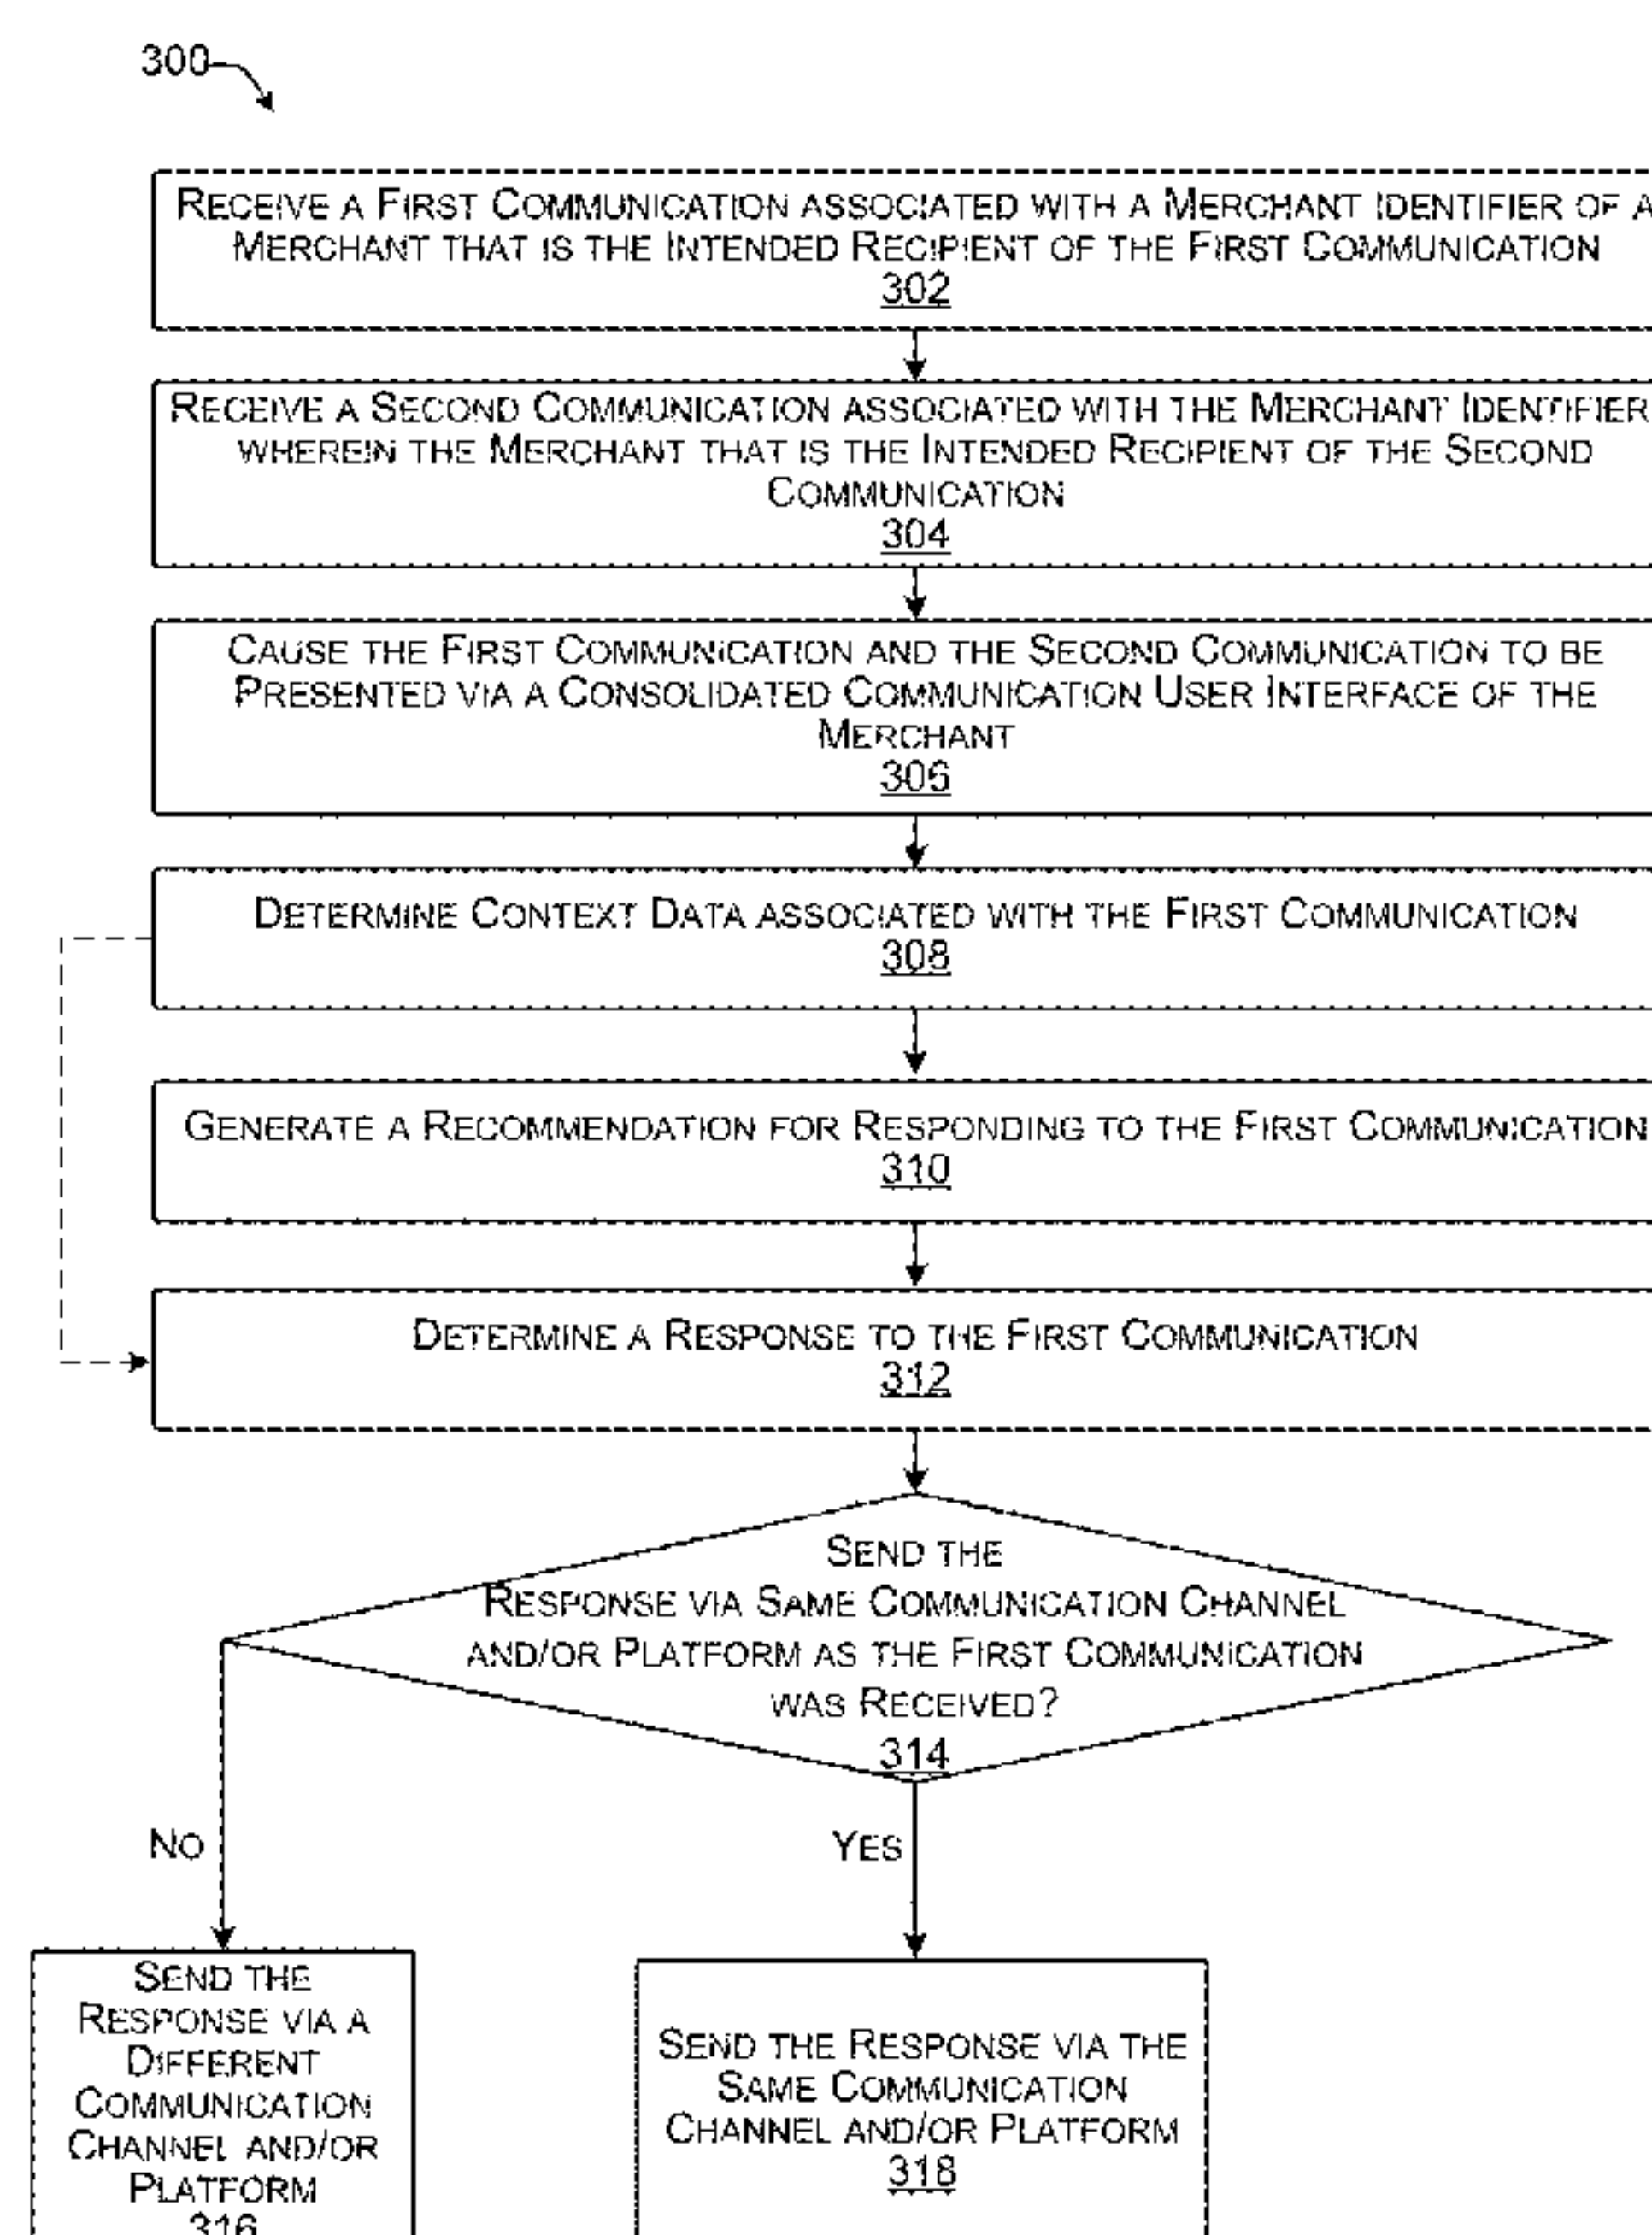 300
RECEIVE A FIRST COMMUNICATION ASSOCIATED WITH A MERCHANT IDENTIFIER OF A
MERCHANT THAT IS THE INTENDED RECIPIENT OF THE FIRST COMMUNICATION
302
RECEIVE A SECOND COMMUNICATION ASSOCIATED WITH THE MERCHANT IDENTIFIER
WHEREIN THE MERCHANT THAT IS THE INTENDED RECIPIENT OF THE SECOND
COMMUNICATION
304
CAUSE THE FIRST COMMUNICATION AND THE SECOND COMMUNICATION TO BE
PRESENTED VIA A CONSOLIDATED COMMUNICATION USER INTERFACE OF THE
MERCHANT
306
DETERMINE CONTEXT DATA ASSOCIATED WITH THE FIRST COMMUNICATION
308
GENERATE A RECOMMENDATION FOR RESPONDING TO THE FIRST COMMUNICATION
310
DETERMINE A RESPONSE TO THE FIRST COMMUNICATION
312
SEND THE
RESPONSE VIA SAME COMMUNICATION CHANNEL
AND/OR PLATFORM AS THE FIRST COMMUNICATION
WAS RECEIVED?
314
NO
YES
SEND THE
RESPONSE VIA A
DIFFERENT
COMMUNICATION
CHANNEL AND/OR
PLATFORM
316
SEND THE RESPONSE VIA THE
SAME COMMUNICATION
CHANNEL AND/OR PLATFORM
318